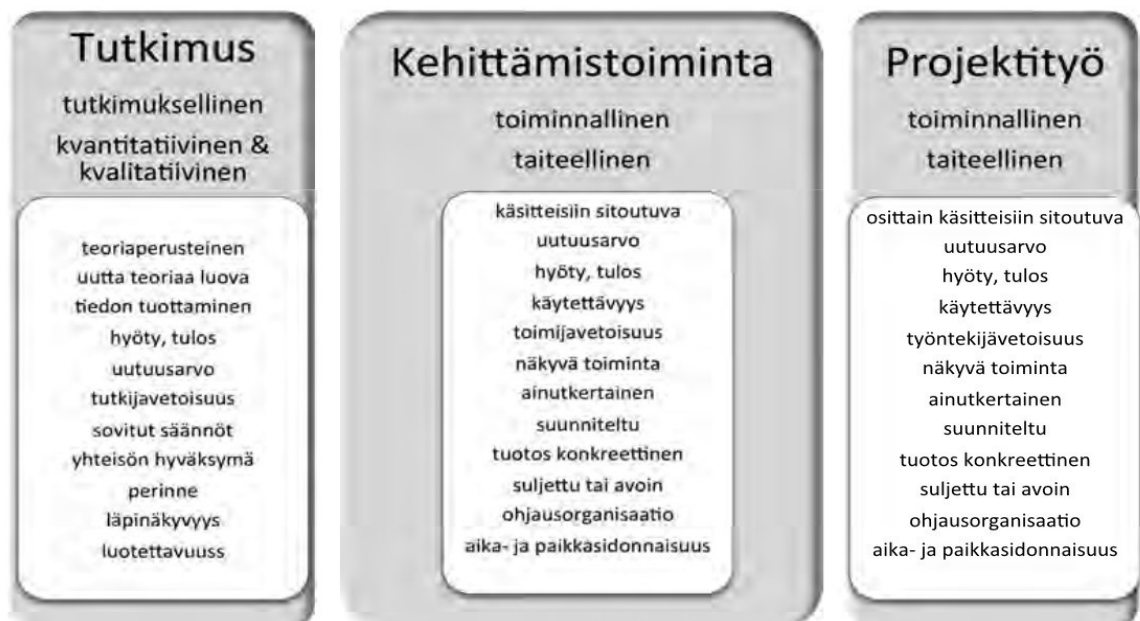 Tutkimus
tutkimuksellinen
kvantitatiivinen &
kvalitatiivinen
teoriaperusteinen
uutta teoriaa luova
tiedon tuottaminen
hyöty, tulos
uutuusarvo
tutkijavetoisuus
sovitut säännöt
yhteisön hyväksymä
perinne
läpinäkyvyys
luotettavuuss
Kehittämistoiminta
toiminnallinen
taiteellinen
käsitteisiin sitoutuva
uutuusarvo
hyöty, tulos
käytettävyys
toimijavetoisuus
näkyvä toiminta
ainutkertainen
suunniteltu
tuotos konkreettinen
suljettu tai avoin
ohjausorganisaatio
aika- ja paikkasidonnaisuus
Projektityö
toiminnallinen
taiteellinen
osittain käsitteisiin sitoutuva
uutuusarvo
hyöty, tulos
käytettävyys
työntekijävetoisuus
näkyvä toiminta
ainutkertainen
suunniteltu
tuotos konkreettinen
suljettu tai avoin
ohjausorganisaatio
aika- ja paikkasidonnaisuus